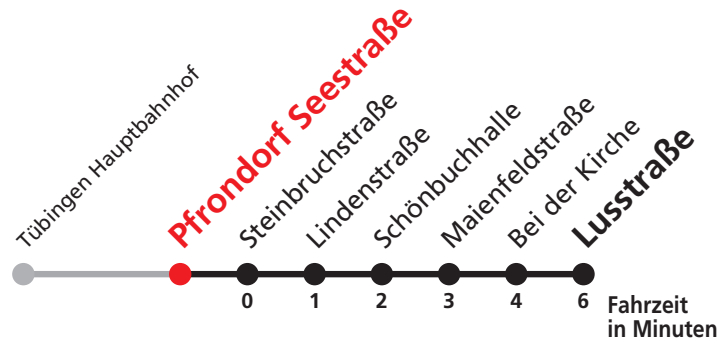 Tübingen Hauptbahnhof
Pfrondorf Seestraße
Steinbruchstraße
Lindenstraße
Schönbuchhalle
Maienfeldstraße
Bei der Kirche
Lusstraße
0 1 2 3 4 6 Fahrzeit
in Minuten